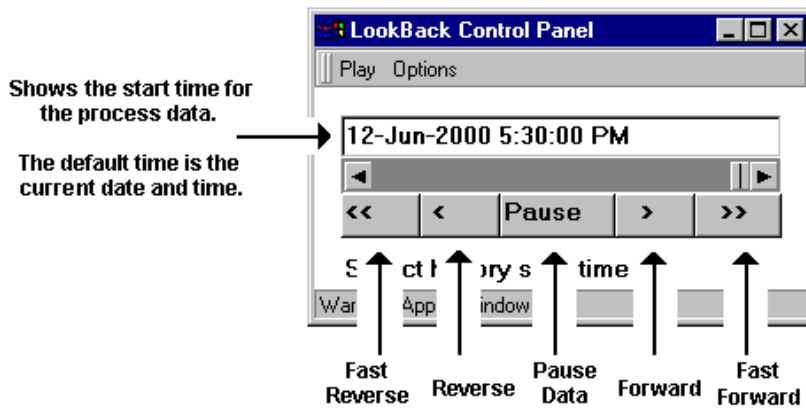 LookBack Control Panel
Play Options
Shows the start time for
the process data.
The default time is the
current date and time.
12-Jun-2000 5:30:00 PM
<< < Pause > >>
time
Fast
Reverse
Reverse
Pause
Data
Forward
Fast
Forward